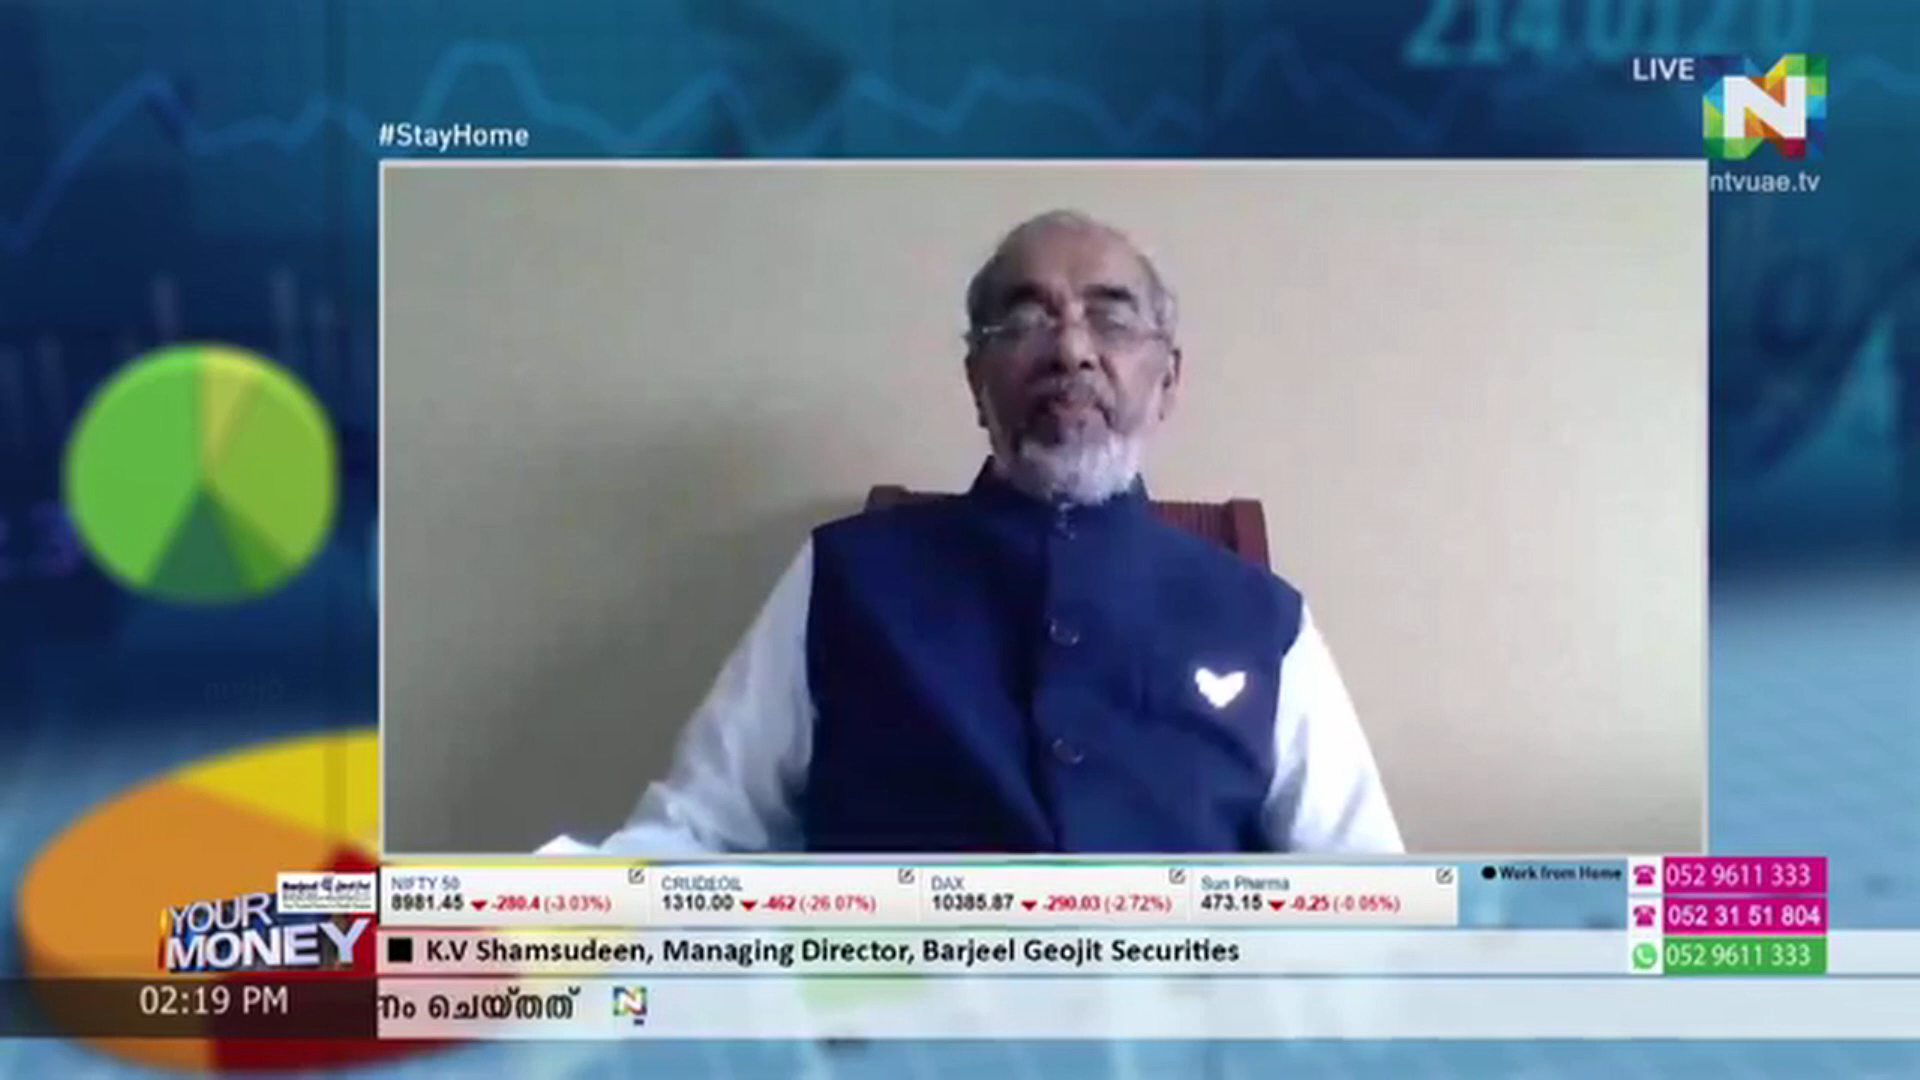 214.0120
LIVE
N
#StayHome
ntvuae.tv
NIFTY 50
8981.45 -280.4 (-3.03%)
CRUDEOIL
1310.00 -462 (-26.07%)
DAX
10385.87 -290.03 (-2.72%)
Sun Pharma
473.15 -0.25 (-0.05%)
Work from Home
052 9611 333
052 31 51 804
052 9611 333
YOUR
MONEY
K.V Shamsudeen, Managing Director, Barjeel Geojit Securities
02:19 PM
നം ചെയ്തത്
N